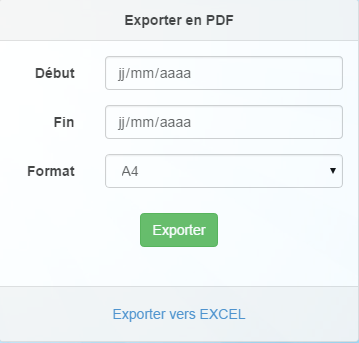 Exporter en PDF
Début jj/mm/aaaa
Fin jj/mm/aaaa
Format A4
Exporter
Exporter vers EXCEL